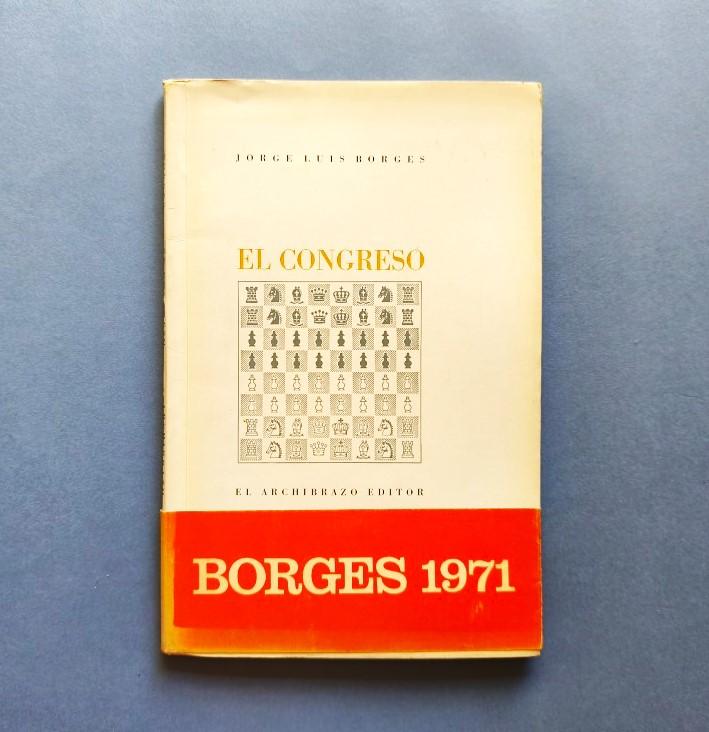 JORGE LUIS BORGES
EL CONGRESO
EL ARCHIBRAZO EDITOR
BORGES 1971